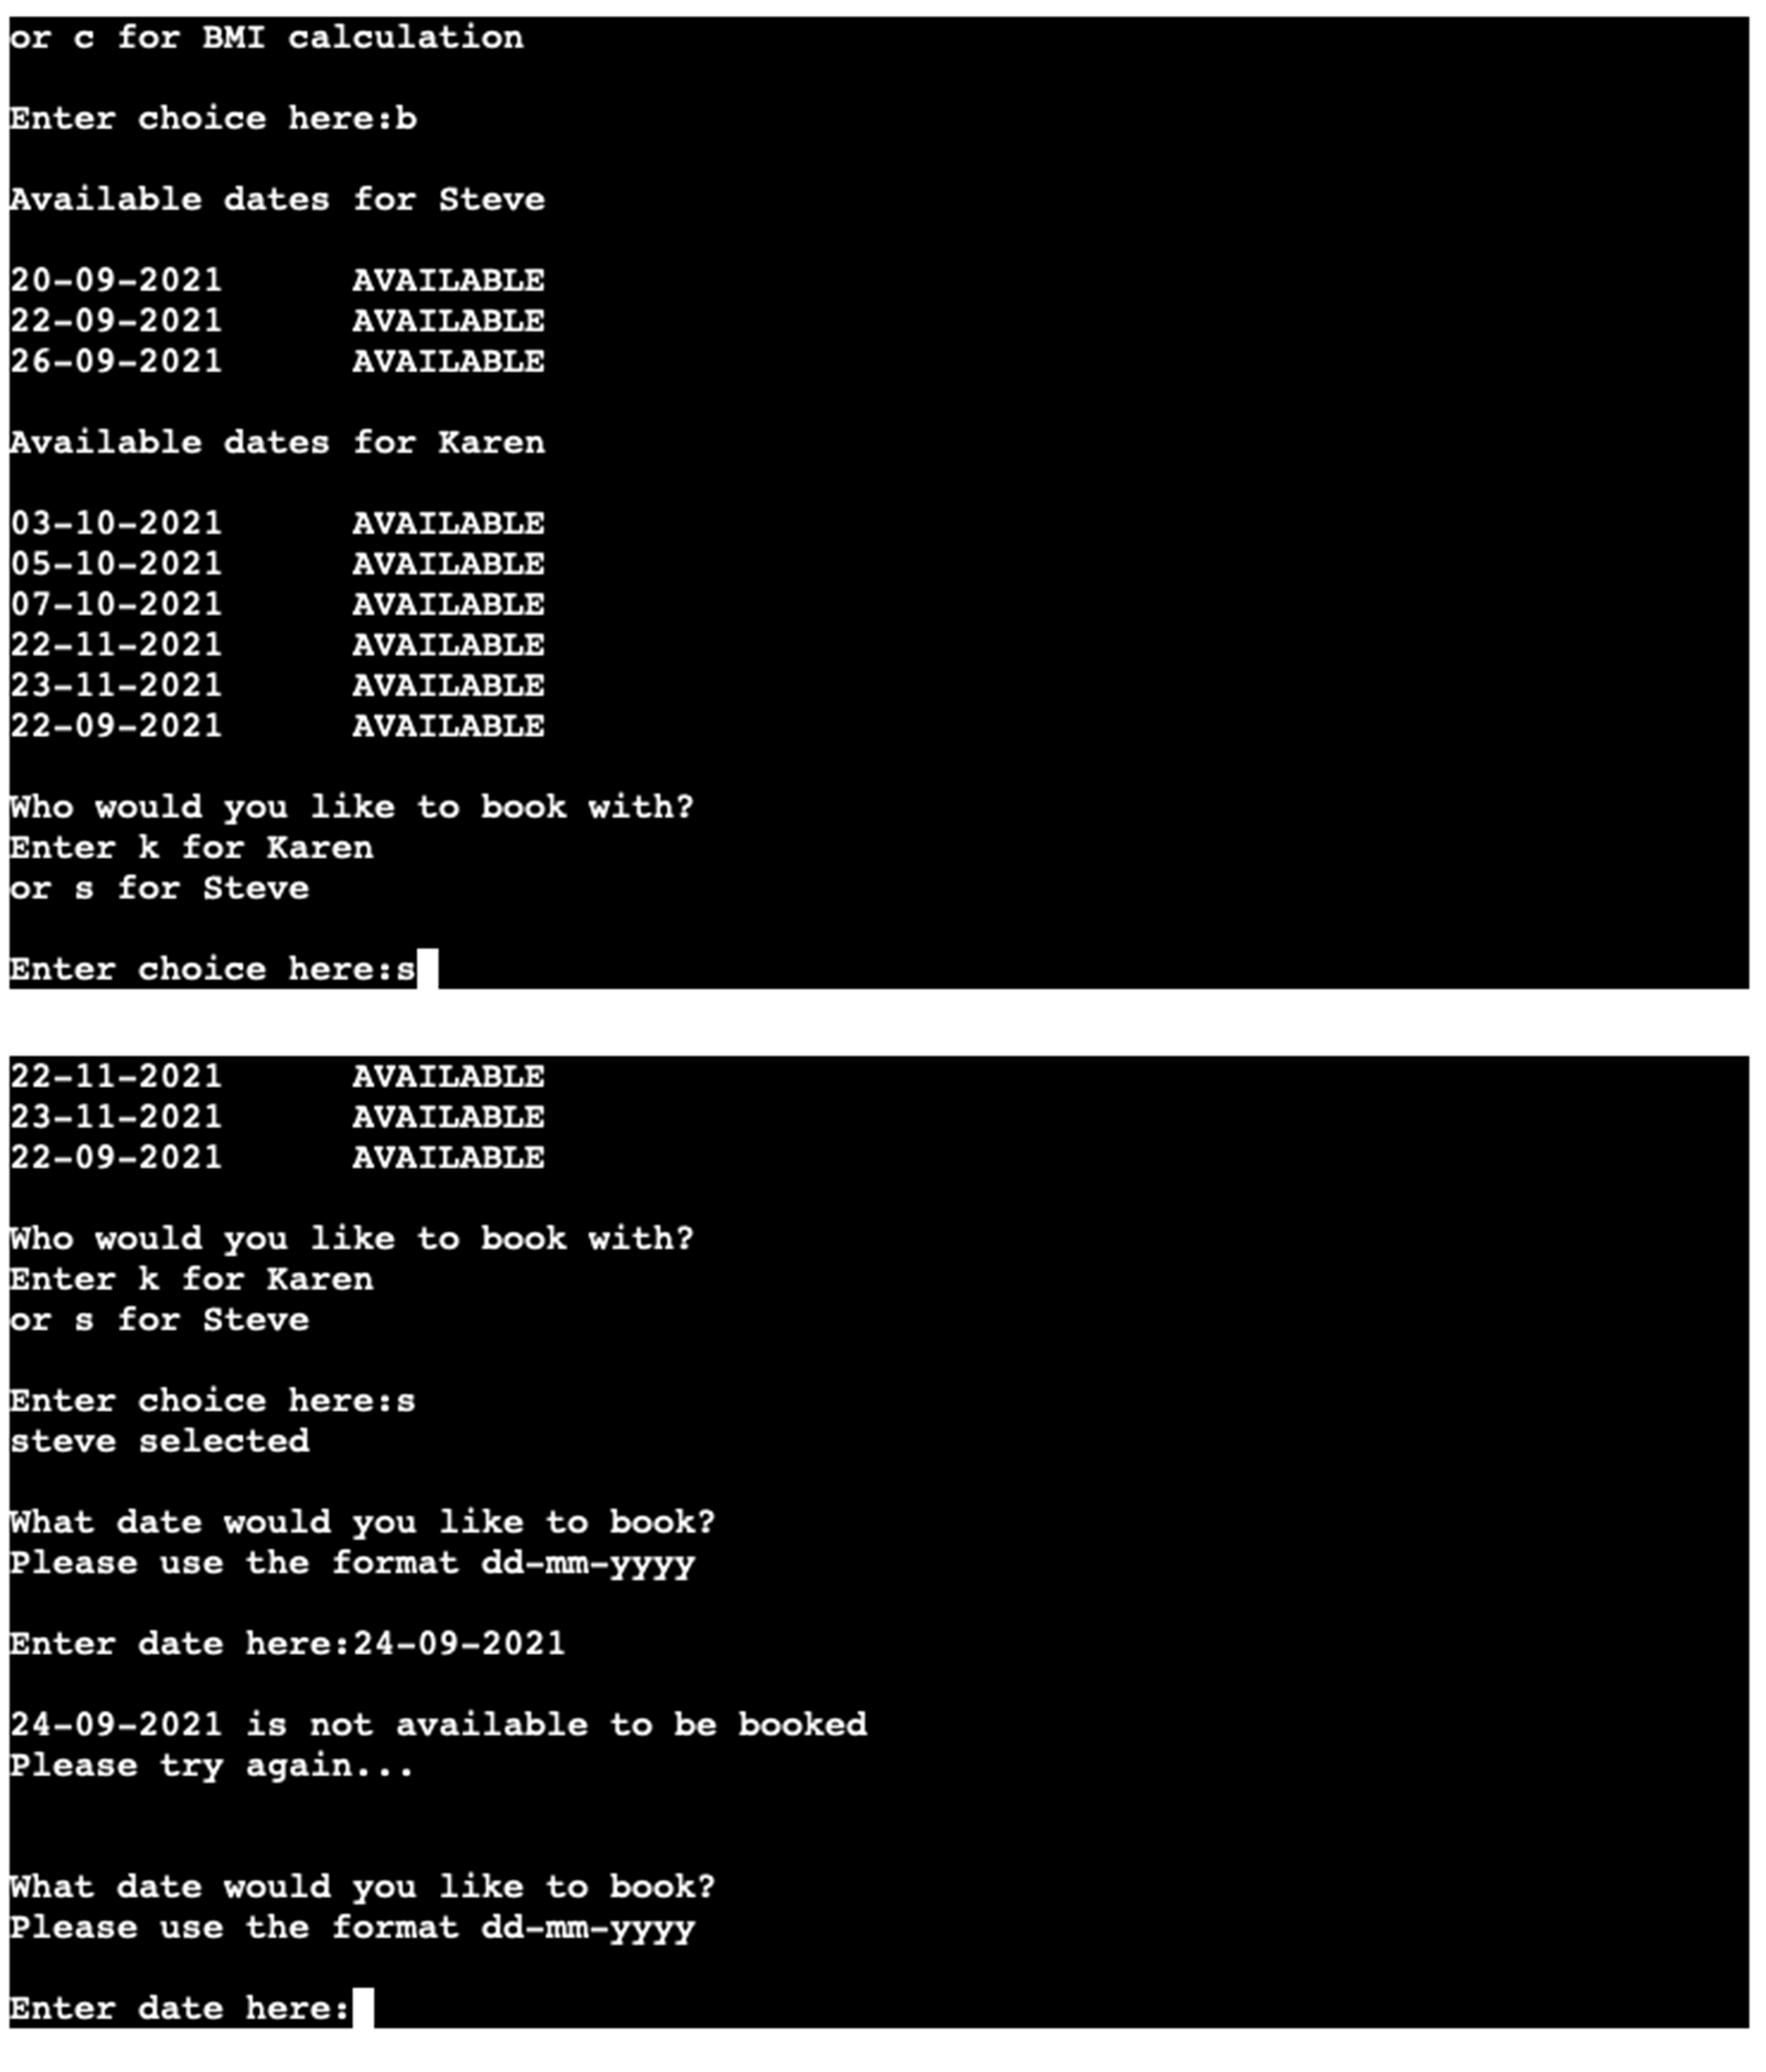 or c for BMI calculation
Enter choice here:b
Available dates for Steve
20-09-2021 AVAILABLE
22-09-2021 AVAILABLE
26-09-2021 AVAILABLE
Available dates for Karen
03-10-2021 AVAILABLE
05-10-2021 AVAILABLE
07-10-2021 AVAILABLE
22-11-2021 AVAILABLE
23-11-2021 AVAILABLE
22-09-2021 AVAILABLE
Who would you like to book with?
Enter k for Karen
or s for Steve
Enter choice here:s
22-11-2021 AVAILABLE
23-11-2021 AVAILABLE
22-09-2021 AVAILABLE
Who would you like to book with?
Enter k for Karen
or s for Steve
Enter choice here:s
steve selected
What date would you like to book?
Please use the format dd-mm-yyyy
Enter date here:24-09-2021
24-09-2021 is not available to be booked
Please try again...
What date would you like to book?
Please use the format dd-mm-yyyy
Enter date here: